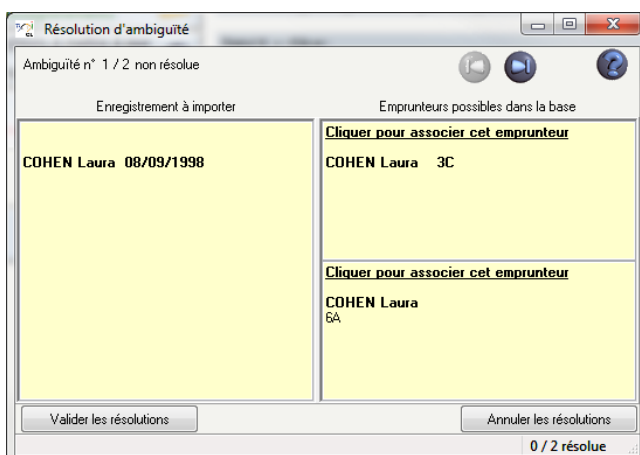 Résolution d'ambiguïté
Ambiguïté n° 1 / 2 non résolue
Enregistrement à importer
Emprunteurs possibles dans la base
COHEN Laura 08/09/1998
Cliquer pour associer cet emprunteur
COHEN Laura 3C
Cliquer pour associer cet emprunteur
COHEN Laura
6A
Valider les résolutions
Annuler les résolutions
0 / 2 résolue